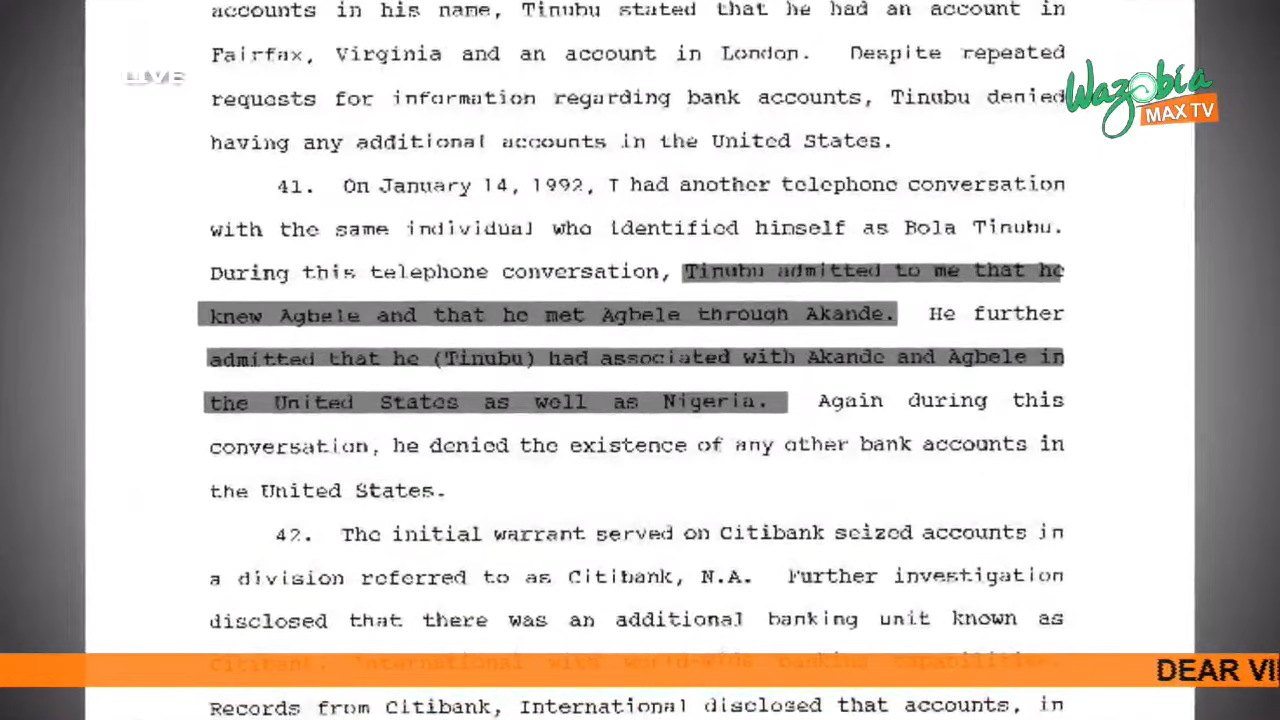 accounts in his name, Tinubu stated that he had an account in
Fairfax, Virginia and an account in London. Despite repeated
LIVE
Wazobia
MAX TV
requests for information regarding bank accounts, Tinubu denied
having any additional accounts in the United States.
41. On January 14, 1992, I had another telephone conversation
with the same individual who identified himself as Bola Tinubu.
During this telephone conversation, Tinubu admitted to me that he
knew Agbele and that he met Agbele through Akande. He further
admitted that he (Tinubu) had associated with Akande and Agbele in
the United States as well as Nigeria. Again during this
conversation, he denied the existence of any other bank accounts in
the United States.
42. The initial warrant served on Citibank seized accounts in
a division referred to as Citibank, N.A. Further investigation
disclosed that there was an additional banking unit known as
Citibank, International with world-wide banking capabilities.
DEAR VI
Records from Citibank, International disclosed that accounts, in